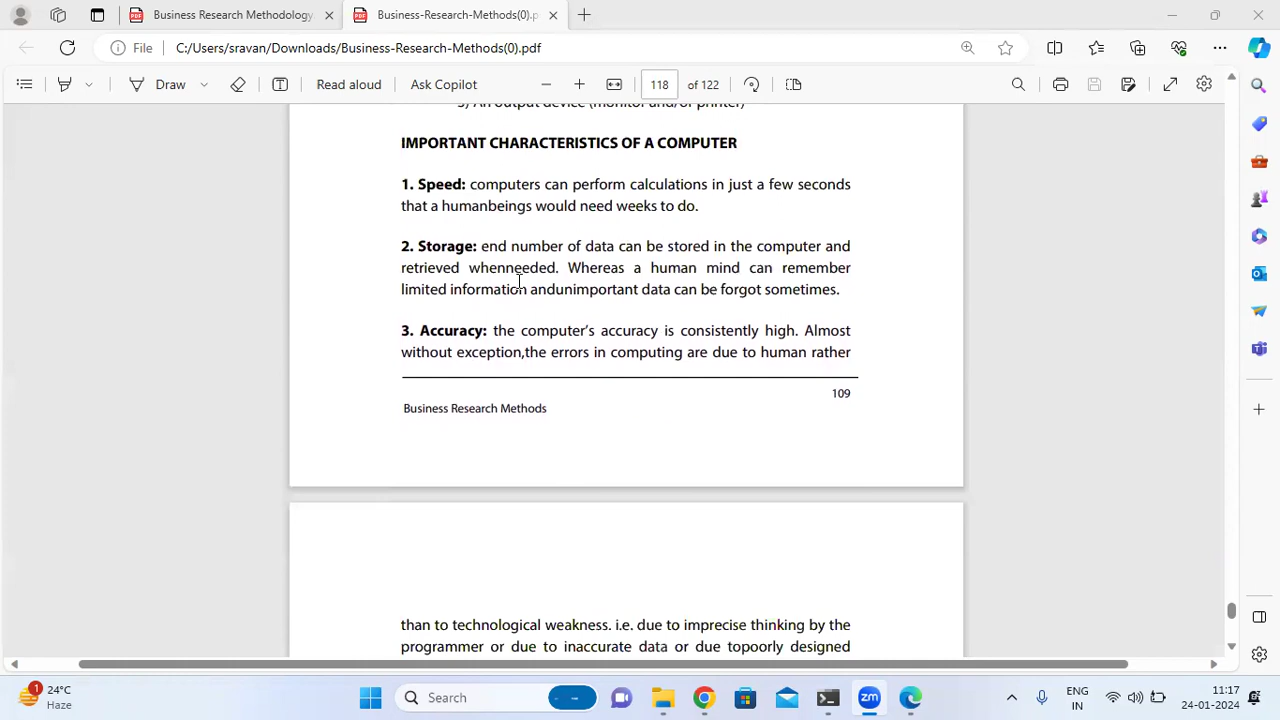 Business Research Methodology
Business-Research-Methods(0).p
File
C:/Users/sravan/Downloads/Business-Research-Methods(0).pdf
Draw
Read aloud
Ask Copilot
118
of 122
3) An output device (monitor and/or printer)
IMPORTANT CHARACTERISTICS OF A COMPUTER
1. Speed: computers can perform calculations in just a few seconds
that a humanbeings would need weeks to do.
2. Storage: end number of data can be stored in the computer and
retrieved whenneeded. Whereas a human mind can remember
limited information andunimportant data can be forgot sometimes.
3. Accuracy: the computer's accuracy is consistently high. Almost
without exception,the errors in computing are due to human rather
109
Business Research Methods
than to technological weakness. i.e. due to imprecise thinking by the
programmer or due to inaccurate data or due topoorly designed
1
24°C
Haze
Search
zm
ENG
IN
11:17
24-01-2024